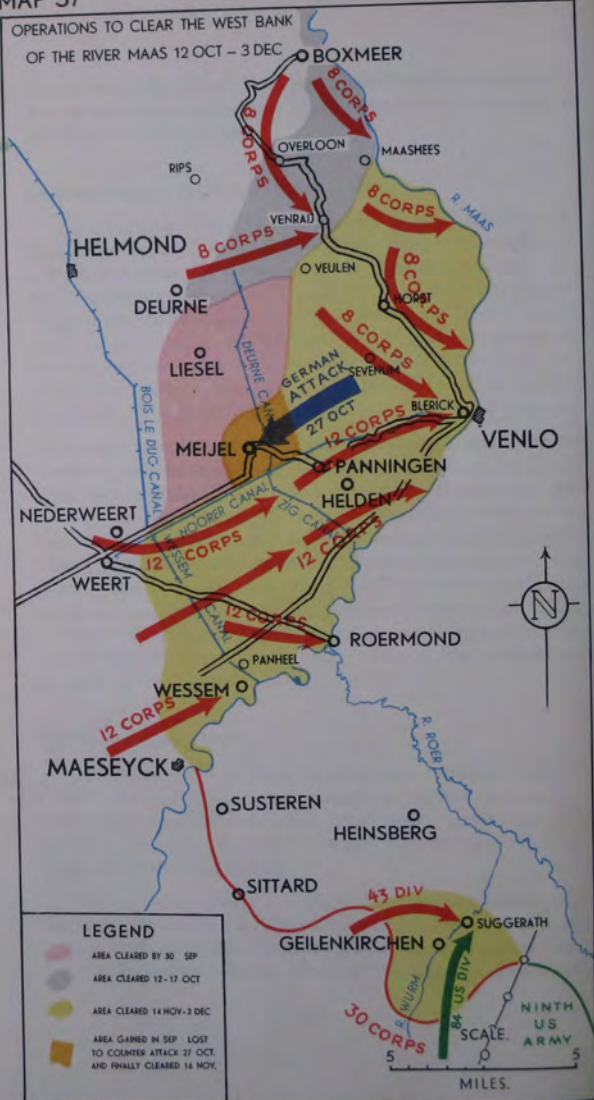 MAP 37
OPERATIONS TO CLEAR THE WEST BANK
OF THE RIVER MAAS 12 OCT – 3 DEC
BOXMEER
8 CORPS
8 CORPS
OVERLOON
MAASHEES
RIPS
VENRAIJ
8 CORPS
R. MAAS
HELMOND
8 CORPS
VEULEN
8 CORPS
DEURNE
HORST
LIESEL
DEURNE CANAL
8 CORPS
SEVENUM
GERMAN
ATTACK
27 OCT
BOIS LE DUC CANAL
BLERICK
12 CORPS
VENLO
MEIJEL
PANNINGEN
HELDEN
NOORER CANAL
ZIG CANAL
NEDERWEERT
12 CORPS
12 CORPS
WEERT
WESSEM CANAL
12 CORPS
ROERMOND
N
PANHEEL
WESSEM
12 CORPS
R. ROER
MAESEYCK
SUSTEREN
HEINSBERG
SITTARD
43 DIV
SUGGERATH
GEILENKIRCHEN
R. WURM
84 US DIV
30 CORPS
NINTH
US
ARMY
SCALE.
5 0 5
MILES.
LEGEND
AREA CLEARED BY 30 SEP
AREA CLEARED 12-17 OCT
AREA CLEARED 14 NOV-3 DEC
AREA GAINED IN SEP LOST
TO COUNTER ATTACK 27 OCT.
AND FINALLY CLEARED 16 NOV.